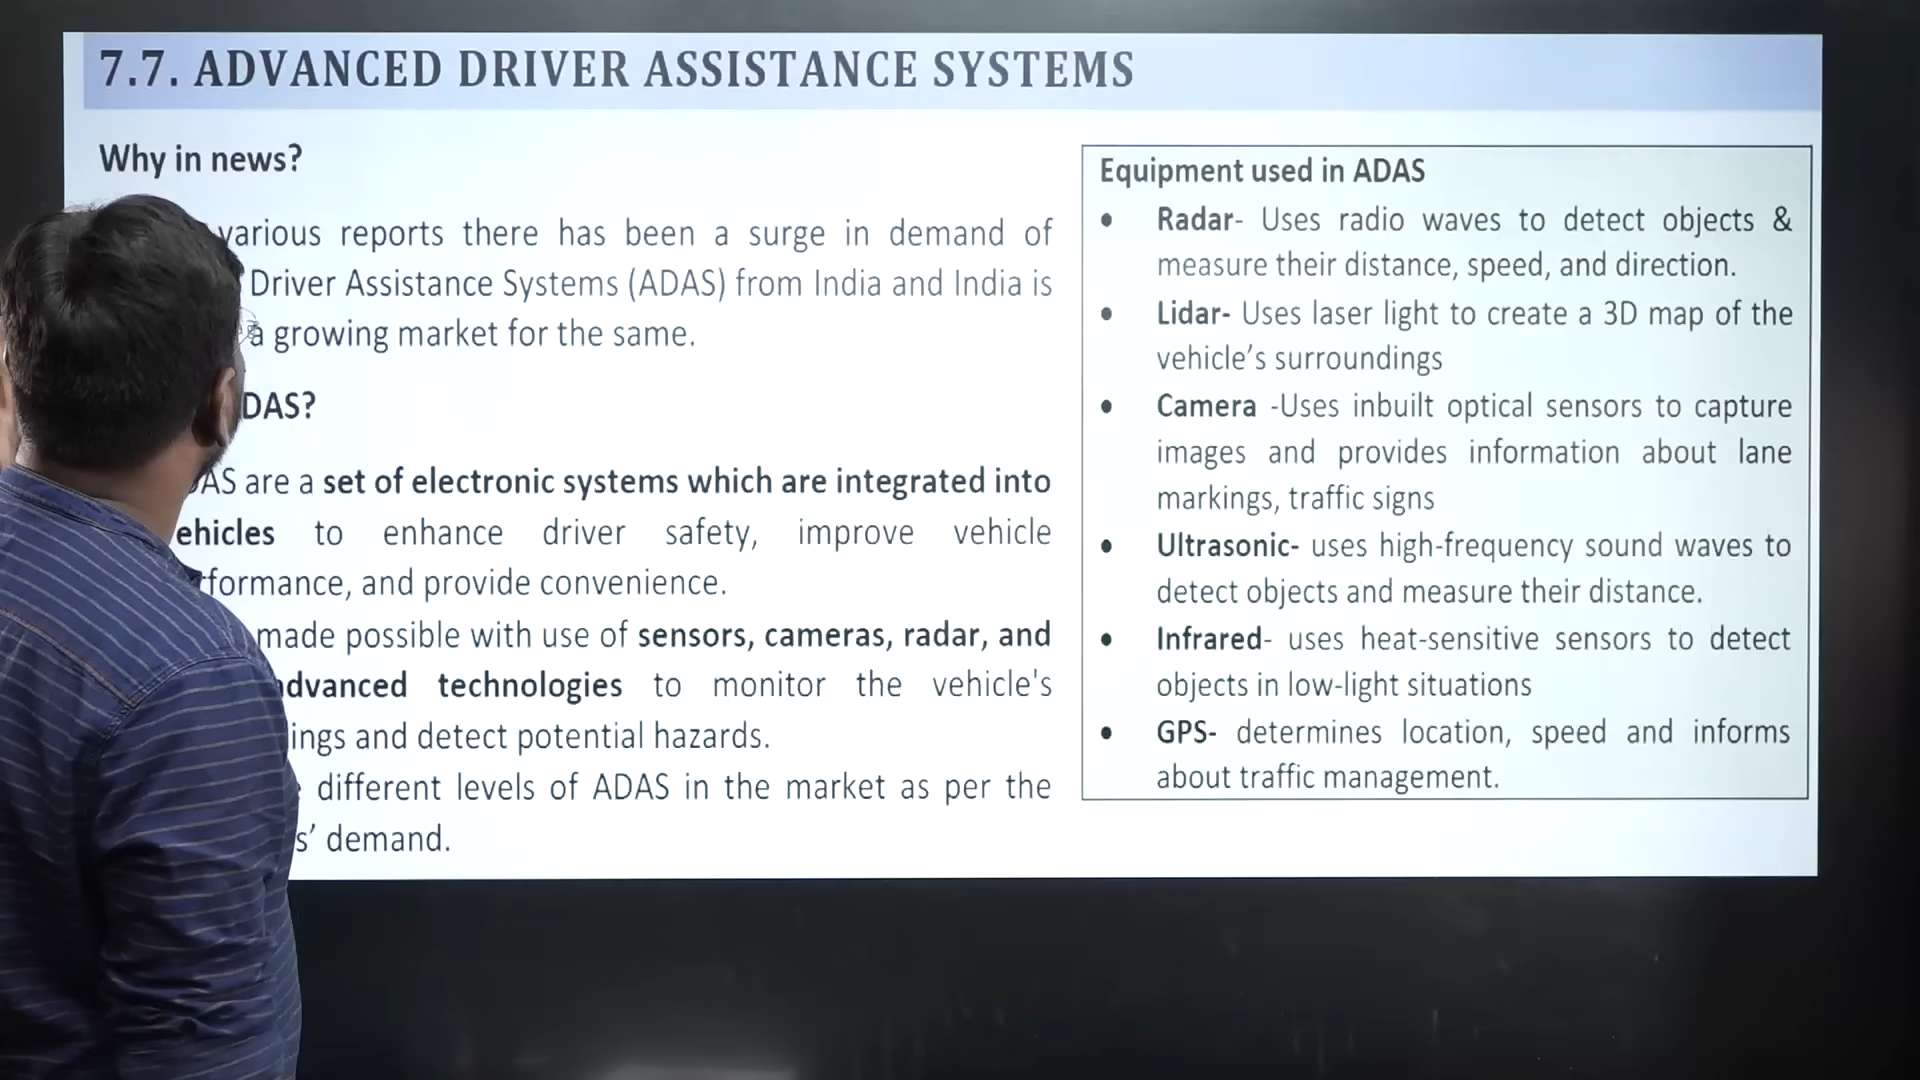 7.7. ADVANCED DRIVER ASSISTANCE SYSTEMS
Why in news?
various reports there has been a surge in demand of
Driver Assistance Systems (ADAS) from India and India is
a growing market for the same.
DAS?
AS are a set of electronic systems which are integrated into
ehicles to enhance driver safety, improve vehicle
formance, and provide convenience.
made possible with use of sensors, cameras, radar, and
advanced technologies to monitor the vehicle's
ings and detect potential hazards.
different levels of ADAS in the market as per the
s’ demand.
Equipment used in ADAS
• Radar- Uses radio waves to detect objects &
measure their distance, speed, and direction.
• Lidar- Uses laser light to create a 3D map of the
vehicle’s surroundings
• Camera -Uses inbuilt optical sensors to capture
images and provides information about lane
markings, traffic signs
• Ultrasonic- uses high-frequency sound waves to
detect objects and measure their distance.
• Infrared- uses heat-sensitive sensors to detect
objects in low-light situations
• GPS- determines location, speed and informs
about traffic management.